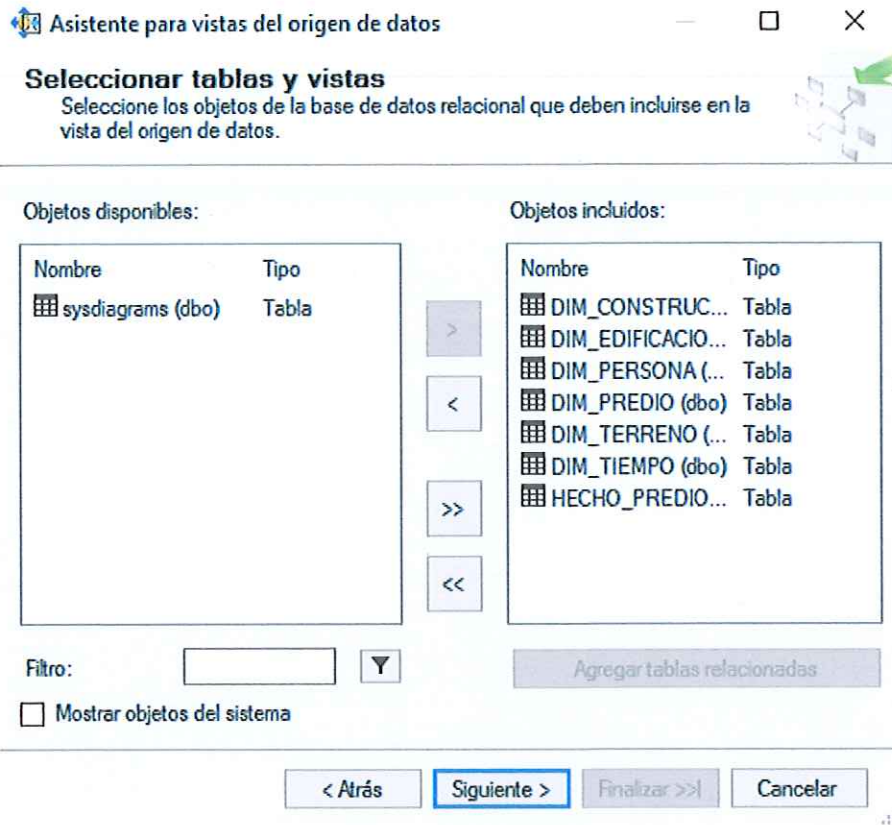 Asistente para vistas del origen de datos
Seleccionar tablas y vistas
Seleccione los objetos de la base de datos relacional que deben incluirse en la
vista del origen de datos.
Objetos disponibles:
Nombre Tipo
sysdiagrams (dbo) Tabla
>
<
>>
<<
Objetos incluidos:
Nombre Tipo
DIM_CONSTRUC... Tabla
DIM_EDIFICACIO... Tabla
DIM_PERSONA (... Tabla
DIM_PREDIO (dbo) Tabla
DIM_TERRENO (... Tabla
DIM_TIEMPO (dbo) Tabla
HECHO_PREDIO... Tabla
Filtro:
Agregar tablas relacionadas
Mostrar objetos del sistema
< Atrás
Siguiente >
Finalizar >>|
Cancelar